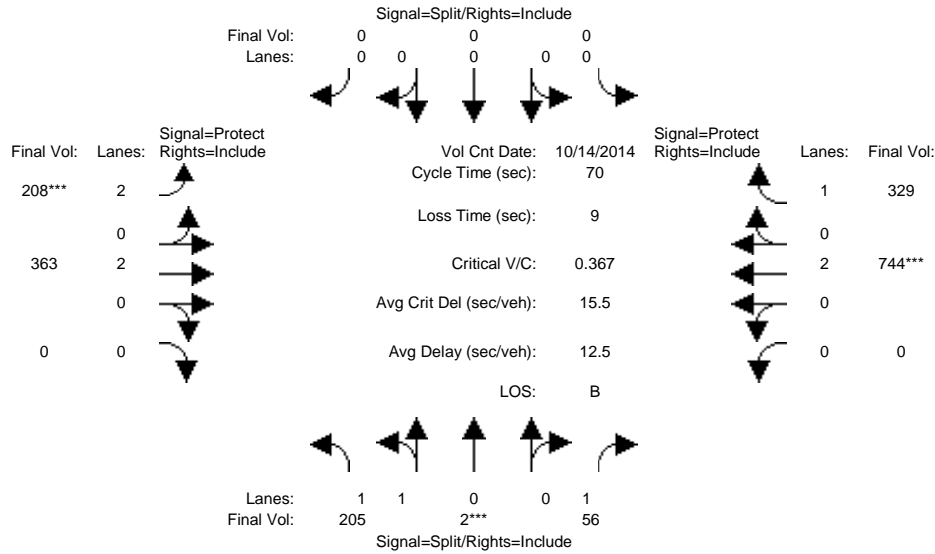 Signal=Split/Rights=Include
Final Vol: 0 0 0
Lanes: 0 0 0 0 0
Signal=Protect Signal=Protect
Final Vol: Lanes: Rights=Include Vol Cnt Date: 10/14/2014 Rights=Include Lanes: Final Vol:
Cycle Time (sec): 70
208*** 2 1 329
Loss Time (sec): 9
0 0
363 2 Critical V/C: 0.367 2 744***
0 Avg Crit Del (sec/veh): 15.5 0
0 0 Avg Delay (sec/veh): 12.5 0 0
LOS: B
Lanes: 1 1 0 0 1
Final Vol: 205 2*** 56
Signal=Split/Rights=Include